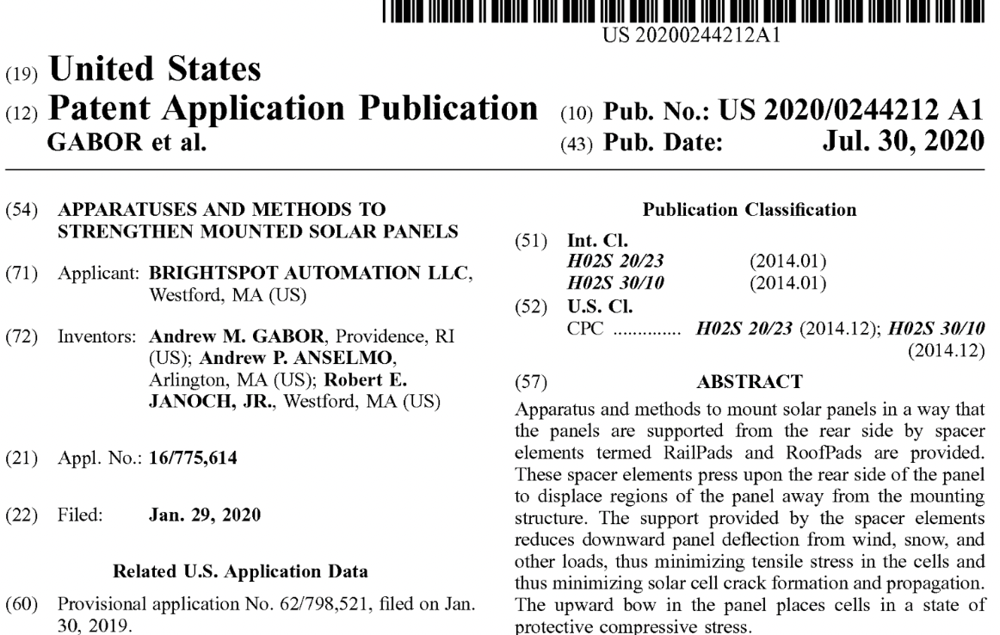 US 20200244212A1
(19) United States
(12) Patent Application Publication (10) Pub. No.: US 2020/0244212 A1
GABOR et al. (43) Pub. Date: Jul. 30, 2020
(54) APPARATUSES AND METHODS TO
STRENGTHEN MOUNTED SOLAR PANELS
(71) Applicant: BRIGHTSPOT AUTOMATION LLC,
Westford, MA (US)
(72) Inventors: Andrew M. GABOR, Providence, RI
(US); Andrew P. ANSELMO,
Arlington, MA (US); Robert E.
JANOCH, JR., Westford, MA (US)
(21) Appl. No.: 16/775,614
(22) Filed: Jan. 29, 2020
Related U.S. Application Data
(60) Provisional application No. 62/798,521, filed on Jan.
30, 2019.
Publication Classification
(51) Int. Cl.
H02S 20/23 (2014.01)
H02S 30/10 (2014.01)
(52) U.S. Cl.
CPC .............. H02S 20/23 (2014.12); H02S 30/10
(2014.12)
(57) ABSTRACT
Apparatus and methods to mount solar panels in a way that
the panels are supported from the rear side by spacer
elements termed RailPads and RoofPads are provided.
These spacer elements press upon the rear side of the panel
to displace regions of the panel away from the mounting
structure. The support provided by the spacer elements
reduces downward panel deflection from wind, snow, and
other loads, thus minimizing tensile stress in the cells and
thus minimizing solar cell crack formation and propagation.
The upward bow in the panel places cells in a state of
protective compressive stress.